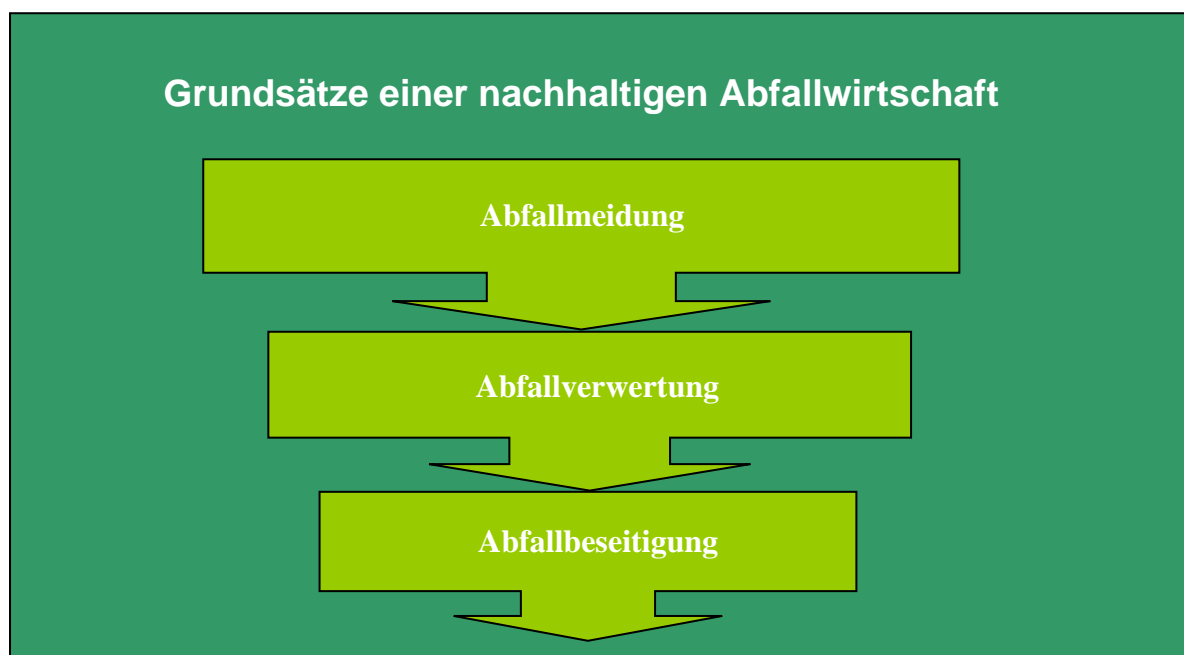 Grundsätze einer nachhaltigen Abfallwirtschaft
Abfallmeidung
Abfallverwertung
Abfallbeseitigung